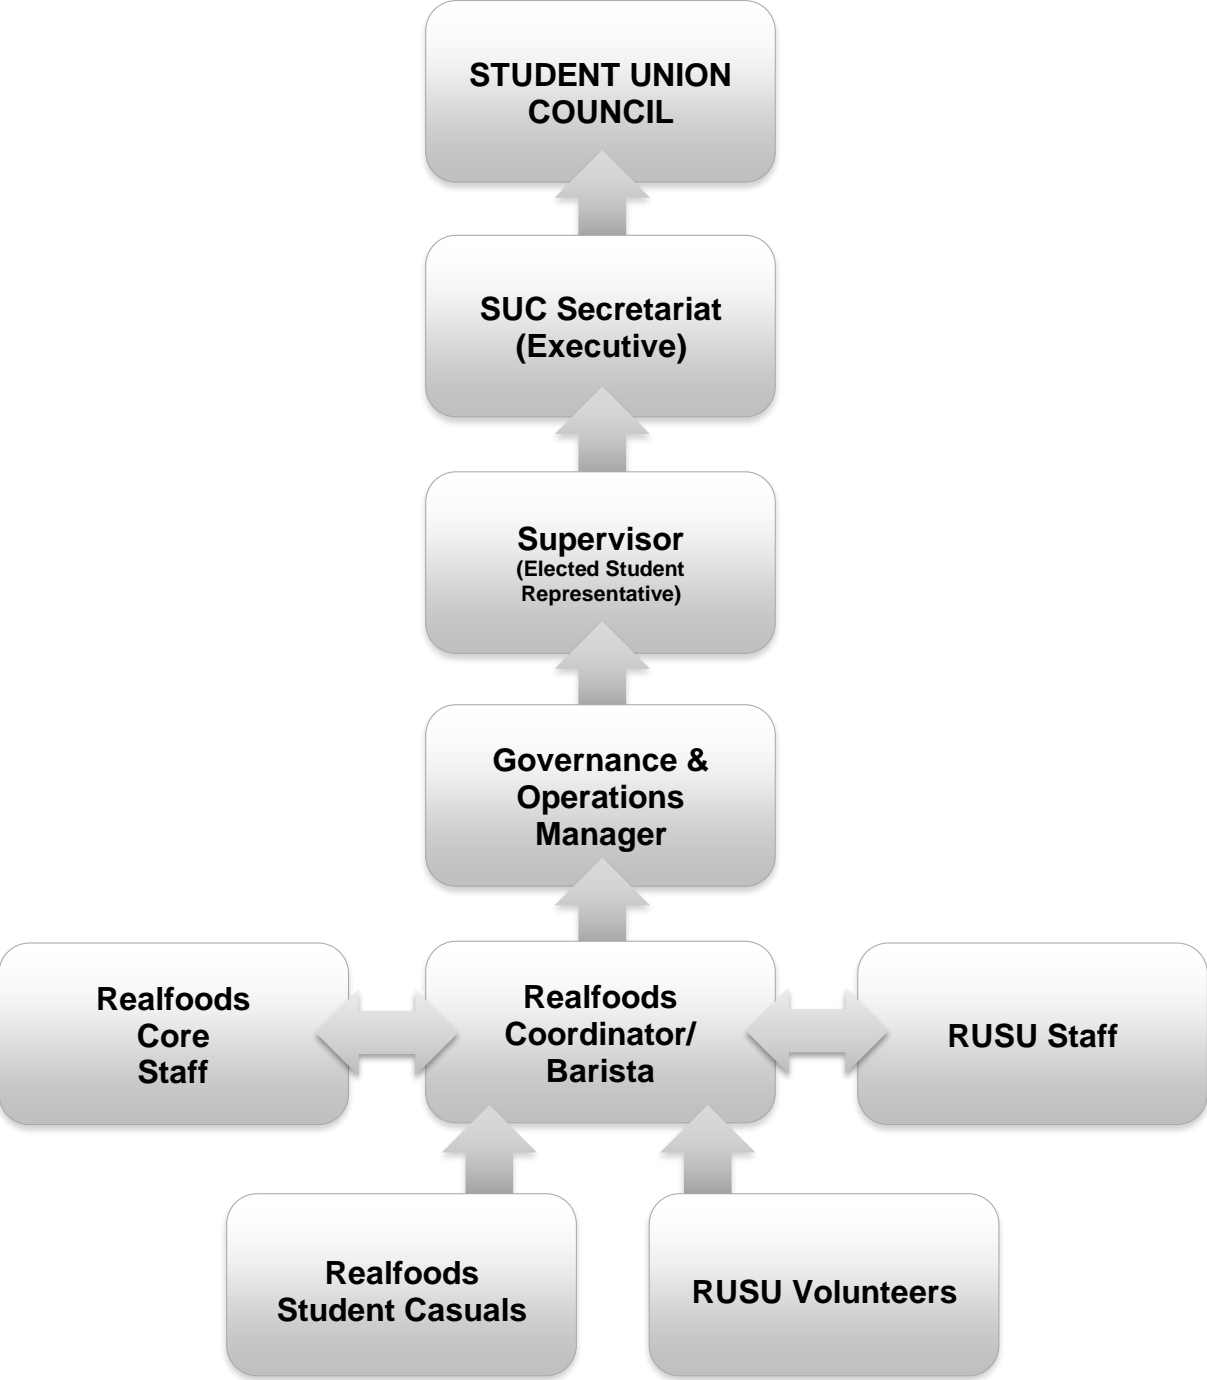 STUDENT UNION
COUNCIL
SUC Secretariat
(Executive)
Supervisor
(Elected Student
Representative)
Governance &
Operations
Manager
Realfoods
Core
Staff
Realfoods
Coordinator/
Barista
RUSU Staff
Realfoods
Student Casuals
RUSU Volunteers